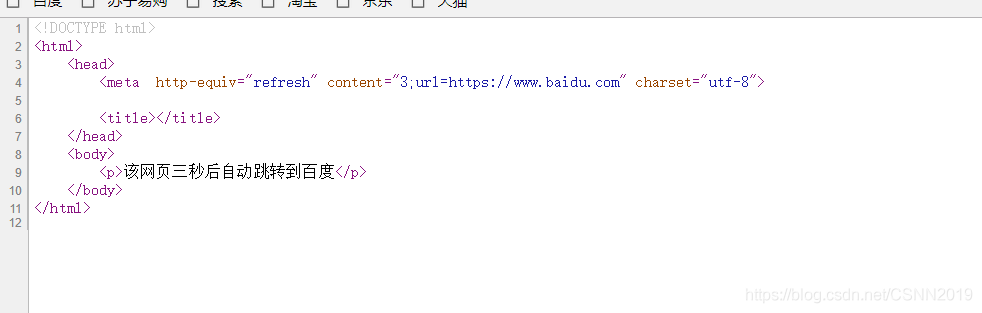 百度 苏宁易购 搜索 淘宝 京东 天猫
1 <!DOCTYPE html>
2 <html>
3 <head>
4 <meta  http-equiv="refresh" content="3;url=https://www.baidu.com" charset="utf-8">
5
6 <title></title>
7 </head>
8 <body>
9 <p>该网页三秒后自动跳转到百度</p>
10 </body>
11 </html>
12
https://blog.csdn.net/CSNN2019